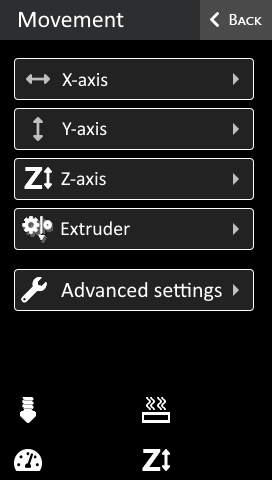 Movement
Back
X-axis
Y-axis
Z-axis
Extruder
Advanced settings
Z